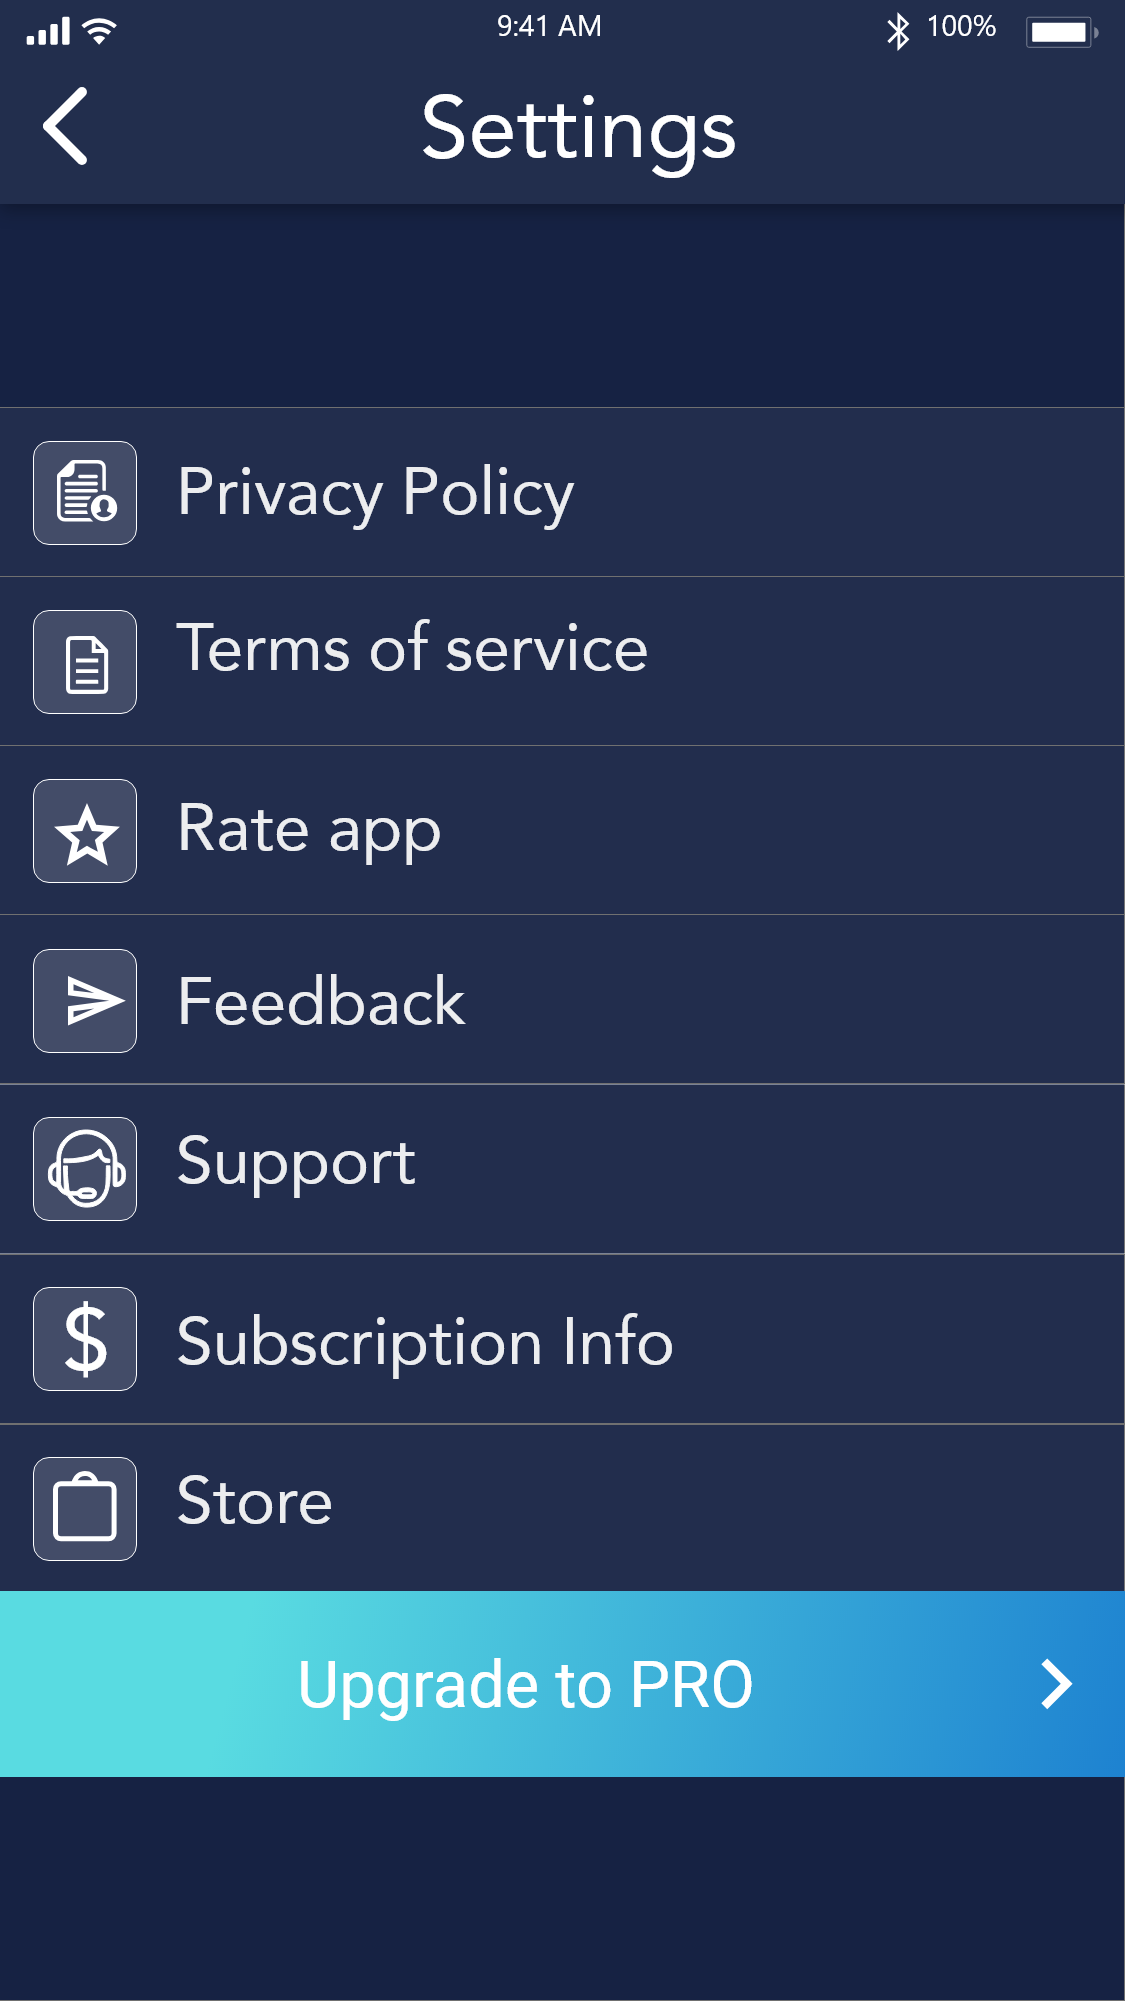 9:41 AM
100%
Settings
Privacy Policy
Terms of service
Rate app
Feedback
Support
$
Subscription Info
Store
Upgrade to PRO